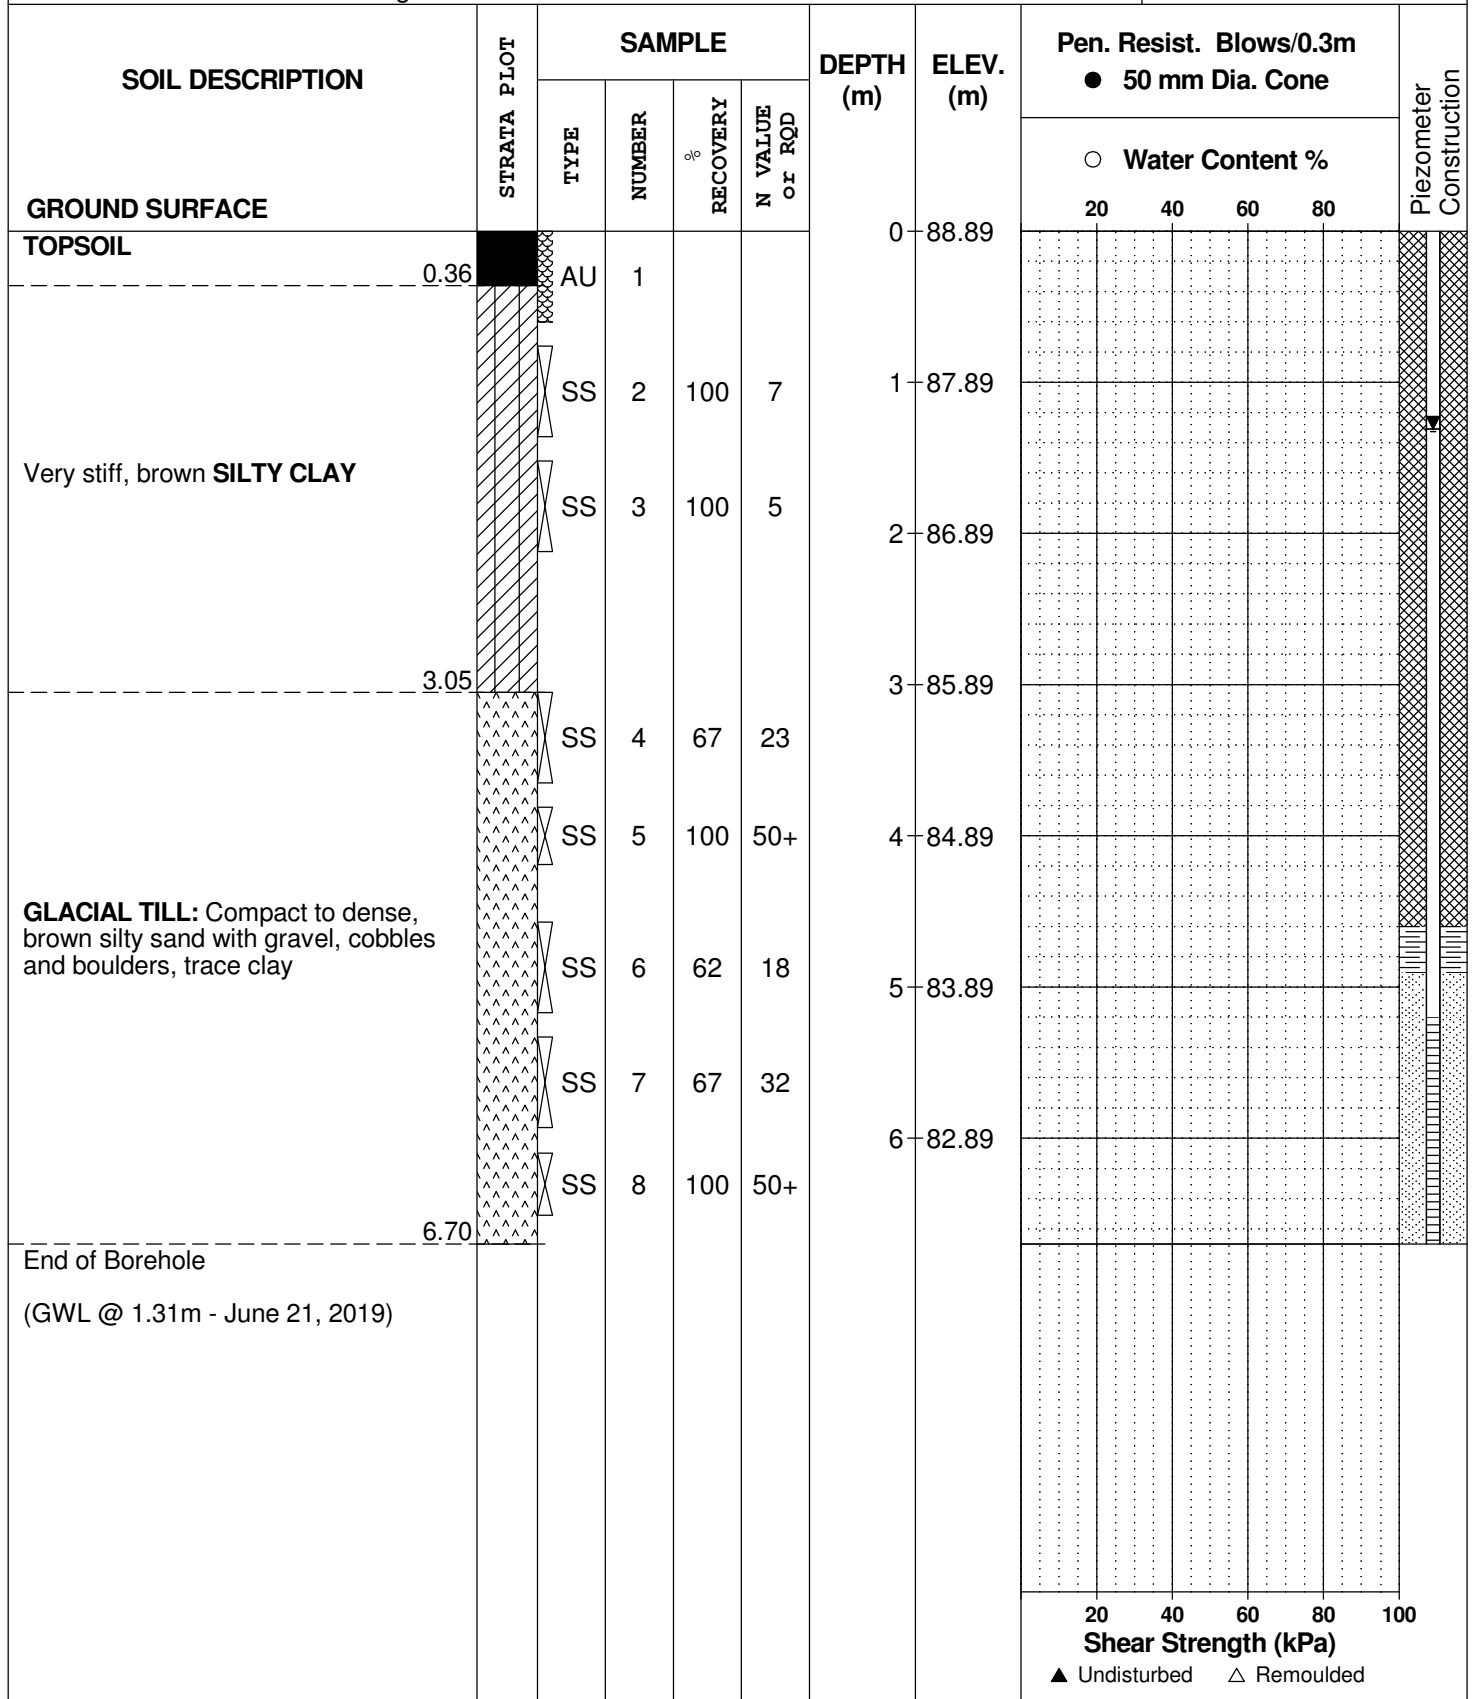 SOIL DESCRIPTION
GROUND SURFACE
STRATA PLOT
SAMPLE
TYPE
NUMBER
% RECOVERY
N VALUE or RQD
DEPTH (m)
ELEV. (m)
Pen. Resist. Blows/0.3m
● 50 mm Dia. Cone
○ Water Content %
20 40 60 80
Piezometer Construction
TOPSOIL
0.36
AU 1
0 88.89
SS 2 100 7
1 87.89
Very stiff, brown SILTY CLAY
SS 3 100 5
2 86.89
3.05
3 85.89
SS 4 67 23
SS 5 100 50+
4 84.89
GLACIAL TILL: Compact to dense,
brown silty sand with gravel, cobbles
and boulders, trace clay
SS 6 62 18
5 83.89
SS 7 67 32
6 82.89
SS 8 100 50+
6.70
End of Borehole
(GWL @ 1.31m - June 21, 2019)
20 40 60 80 100
Shear Strength (kPa)
▲ Undisturbed △ Remoulded